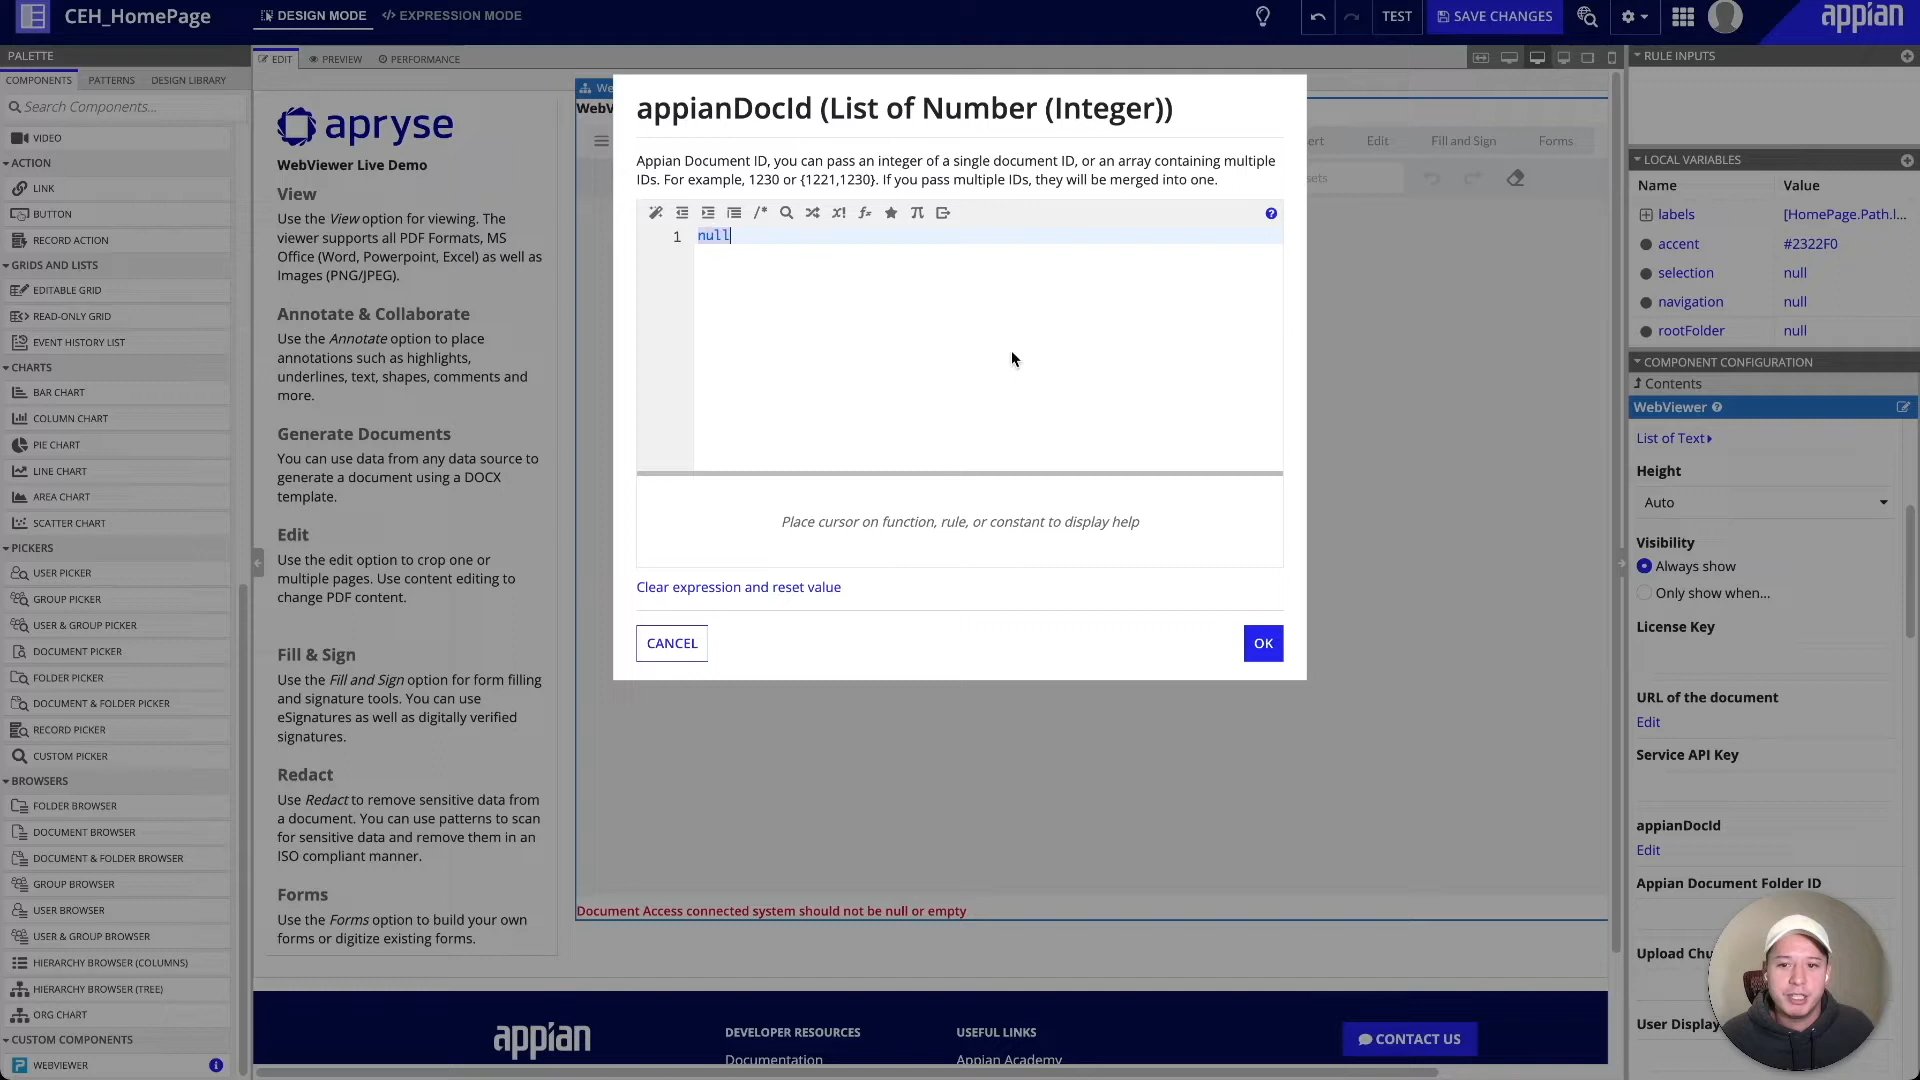 CEH_HomePage
DESIGN MODE
</> EXPRESSION MODE
TEST
SAVE CHANGES
appian
PALETTE
COMPONENTS
PATTERNS
DESIGN LIBRARY
Search Components...
VIDEO
ACTION
LINK
BUTTON
RECORD ACTION
GRIDS AND LISTS
EDITABLE GRID
READ-ONLY GRID
EVENT HISTORY LIST
CHARTS
BAR CHART
COLUMN CHART
PIE CHART
LINE CHART
AREA CHART
SCATTER CHART
PICKERS
USER PICKER
GROUP PICKER
USER & GROUP PICKER
DOCUMENT PICKER
FOLDER PICKER
DOCUMENT & FOLDER PICKER
RECORD PICKER
CUSTOM PICKER
BROWSERS
FOLDER BROWSER
DOCUMENT BROWSER
DOCUMENT & FOLDER BROWSER
GROUP BROWSER
USER BROWSER
USER & GROUP BROWSER
HIERARCHY BROWSER (COLUMNS)
HIERARCHY BROWSER (TREE)
ORG CHART
CUSTOM COMPONENTS
WEBVIEWER
EDIT
PREVIEW
PERFORMANCE
apryse
WebViewer Live Demo
View
Use the View option for viewing. The
viewer supports all PDF Formats, MS
Office (Word, Powerpoint, Excel) as well as
Images (PNG/JPEG).
Annotate & Collaborate
Use the Annotate option to place
annotations such as highlights,
underlines, text, shapes, comments and
more.
Generate Documents
You can use data from any data source to
generate a document using a DOCX
template.
Edit
Use the edit option to crop one or
multiple pages. Use content editing to
change PDF content.
Fill & Sign
Use the Fill and Sign option for form filling
and signature tools. You can use
eSignatures as well as digitally verified
signatures.
Redact
Use Redact to remove sensitive data from
a document. You can use patterns to scan
for sensitive data and remove them in an
ISO compliant manner.
Forms
Use the Forms option to build your own
forms or digitize existing forms.
We
WebV
ert
Edit
Fill and Sign
Forms
sets
appianDocId (List of Number (Integer))
Appian Document ID, you can pass an integer of a single document ID, or an array containing multiple
IDs. For example, 1230 or {1221,1230}. If you pass multiple IDs, they will be merged into one.
1 null
Place cursor on function, rule, or constant to display help
Clear expression and reset value
CANCEL
OK
Document Access connected system should not be null or empty
appian
DEVELOPER RESOURCES
Documentation
USEFUL LINKS
Appian Academy
CONTACT US
RULE INPUTS
LOCAL VARIABLES
Name Value
labels [HomePage.Path.l...
accent #2322F0
selection null
navigation null
rootFolder null
COMPONENT CONFIGURATION
Contents
WebViewer
List of Text
Height
Auto
Visibility
Always show
Only show when...
License Key
URL of the document
Edit
Service API Key
appianDocId
Edit
Appian Document Folder ID
Upload Chu
User Display